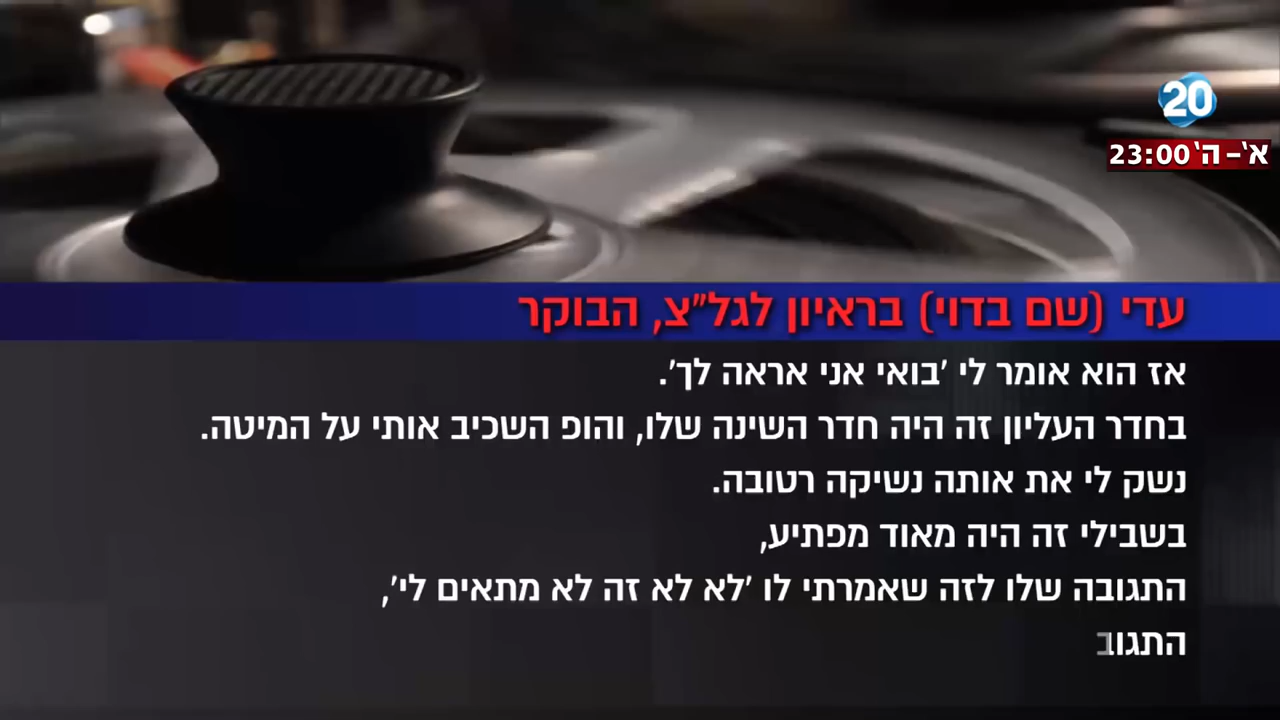 20
א'-ה' 23:00
עדי (שם בדוי) בראיון לגל"צ, הבוקר
אז הוא אומר לי 'בואי אני אראה לך'.
בחדר העליון זה היה חדר השינה שלו, והופ השכיב אותי על המיטה.
נשק לי את אותה נשיקה רטובה.
בשבילי זה היה מאוד מפתיע,
התגובה שלו לזה שאמרתי לו 'לא לא זה לא מתאים לי',
התגוב